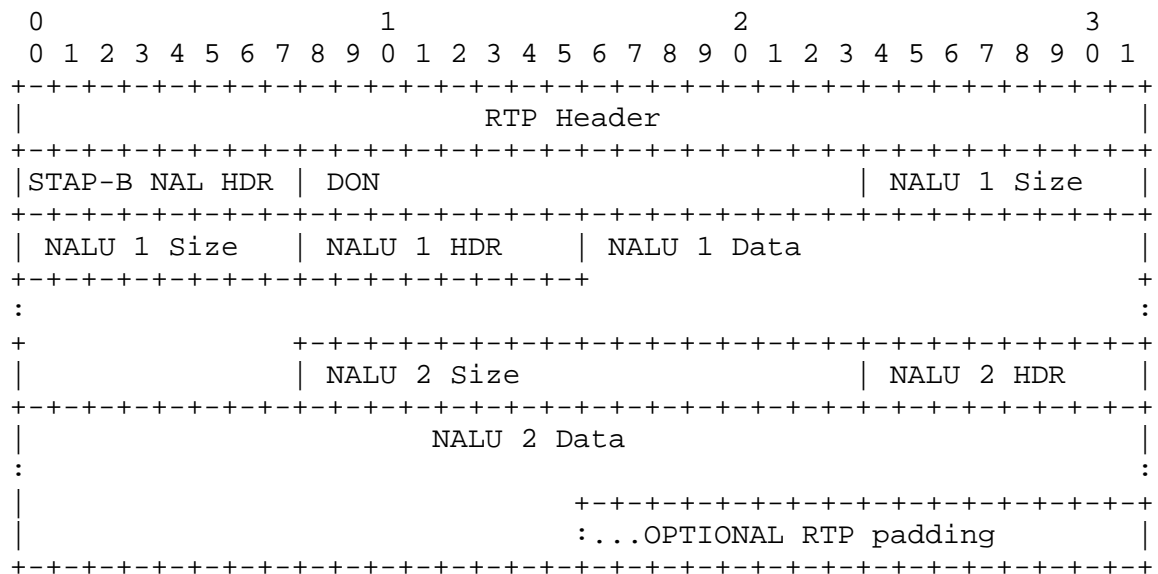 0                   1                   2                   3
 0 1 2 3 4 5 6 7 8 9 0 1 2 3 4 5 6 7 8 9 0 1 2 3 4 5 6 7 8 9 0 1
+-+-+-+-+-+-+-+-+-+-+-+-+-+-+-+-+-+-+-+-+-+-+-+-+-+-+-+-+-+-+-+-+
|                          RTP Header                           |
+-+-+-+-+-+-+-+-+-+-+-+-+-+-+-+-+-+-+-+-+-+-+-+-+-+-+-+-+-+-+-+-+
|STAP-B NAL HDR | DON                           | NALU 1 Size   |
+-+-+-+-+-+-+-+-+-+-+-+-+-+-+-+-+-+-+-+-+-+-+-+-+-+-+-+-+-+-+-+-+
| NALU 1 Size   | NALU 1 HDR    | NALU 1 Data                   |
+-+-+-+-+-+-+-+-+-+-+-+-+-+-+-+-+                               +
:                                                               :
+               +-+-+-+-+-+-+-+-+-+-+-+-+-+-+-+-+-+-+-+-+-+-+-+-+
|               | NALU 2 Size                   | NALU 2 HDR    |
+-+-+-+-+-+-+-+-+-+-+-+-+-+-+-+-+-+-+-+-+-+-+-+-+-+-+-+-+-+-+-+-+
|                       NALU 2 Data                             |
:                                                               :
|                               +-+-+-+-+-+-+-+-+-+-+-+-+-+-+-+-+
|                               :...OPTIONAL RTP padding        |
+-+-+-+-+-+-+-+-+-+-+-+-+-+-+-+-+-+-+-+-+-+-+-+-+-+-+-+-+-+-+-+-+